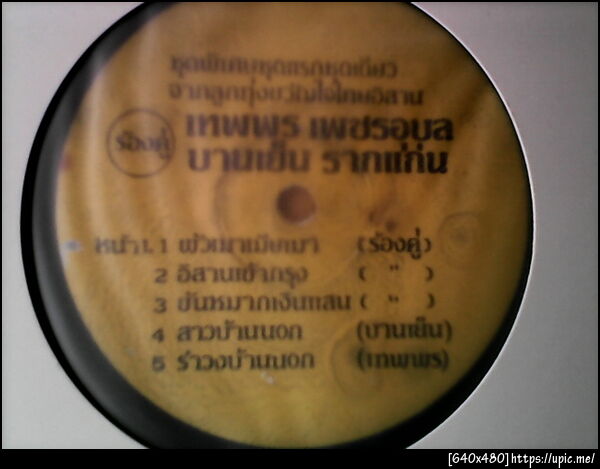 ชุดพิเศษชุดแรกชุดเดียว
จากลูกทุ่งขวัญใจไทยอิสาน
ร้องคู่ เทพพร เพชรอุบล
บานเย็น รากแก่น
หน้า 1. 1 ผัวเมาเมียเมา (ร้องคู่)
2 อิสานเข้ากรุง ( " )
3 ขันหมากเงินแสน ( " )
4 สาวบ้านนอก (บานเย็น)
5 รำวงบ้านนอก (เทพพร)
[640x480]https://upic.me/